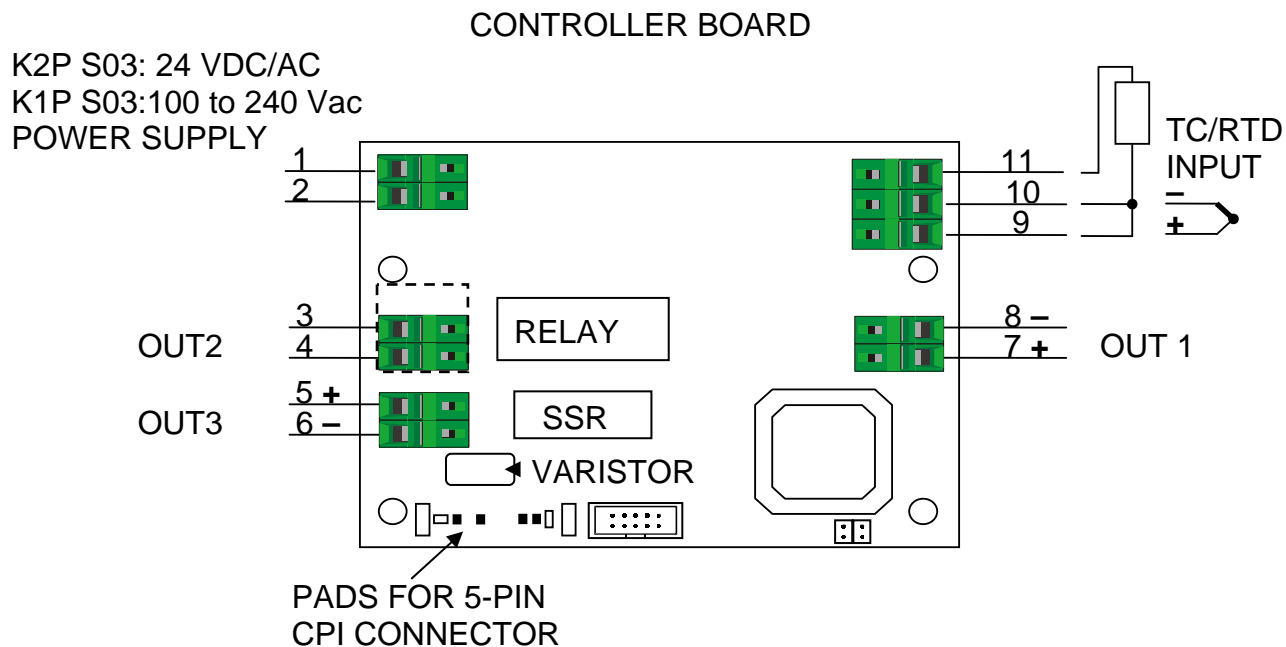 CONTROLLER BOARD
K2P S03: 24 VDC/AC
K1P S03:100 to 240 Vac
POWER SUPPLY
1
2
11
10
9
TC/RTD
INPUT
–
+
3
4
OUT2
RELAY
8 –
7 +
OUT 1
5 +
6 –
OUT3
SSR
VARISTOR
PADS FOR 5-PIN
CPI CONNECTOR